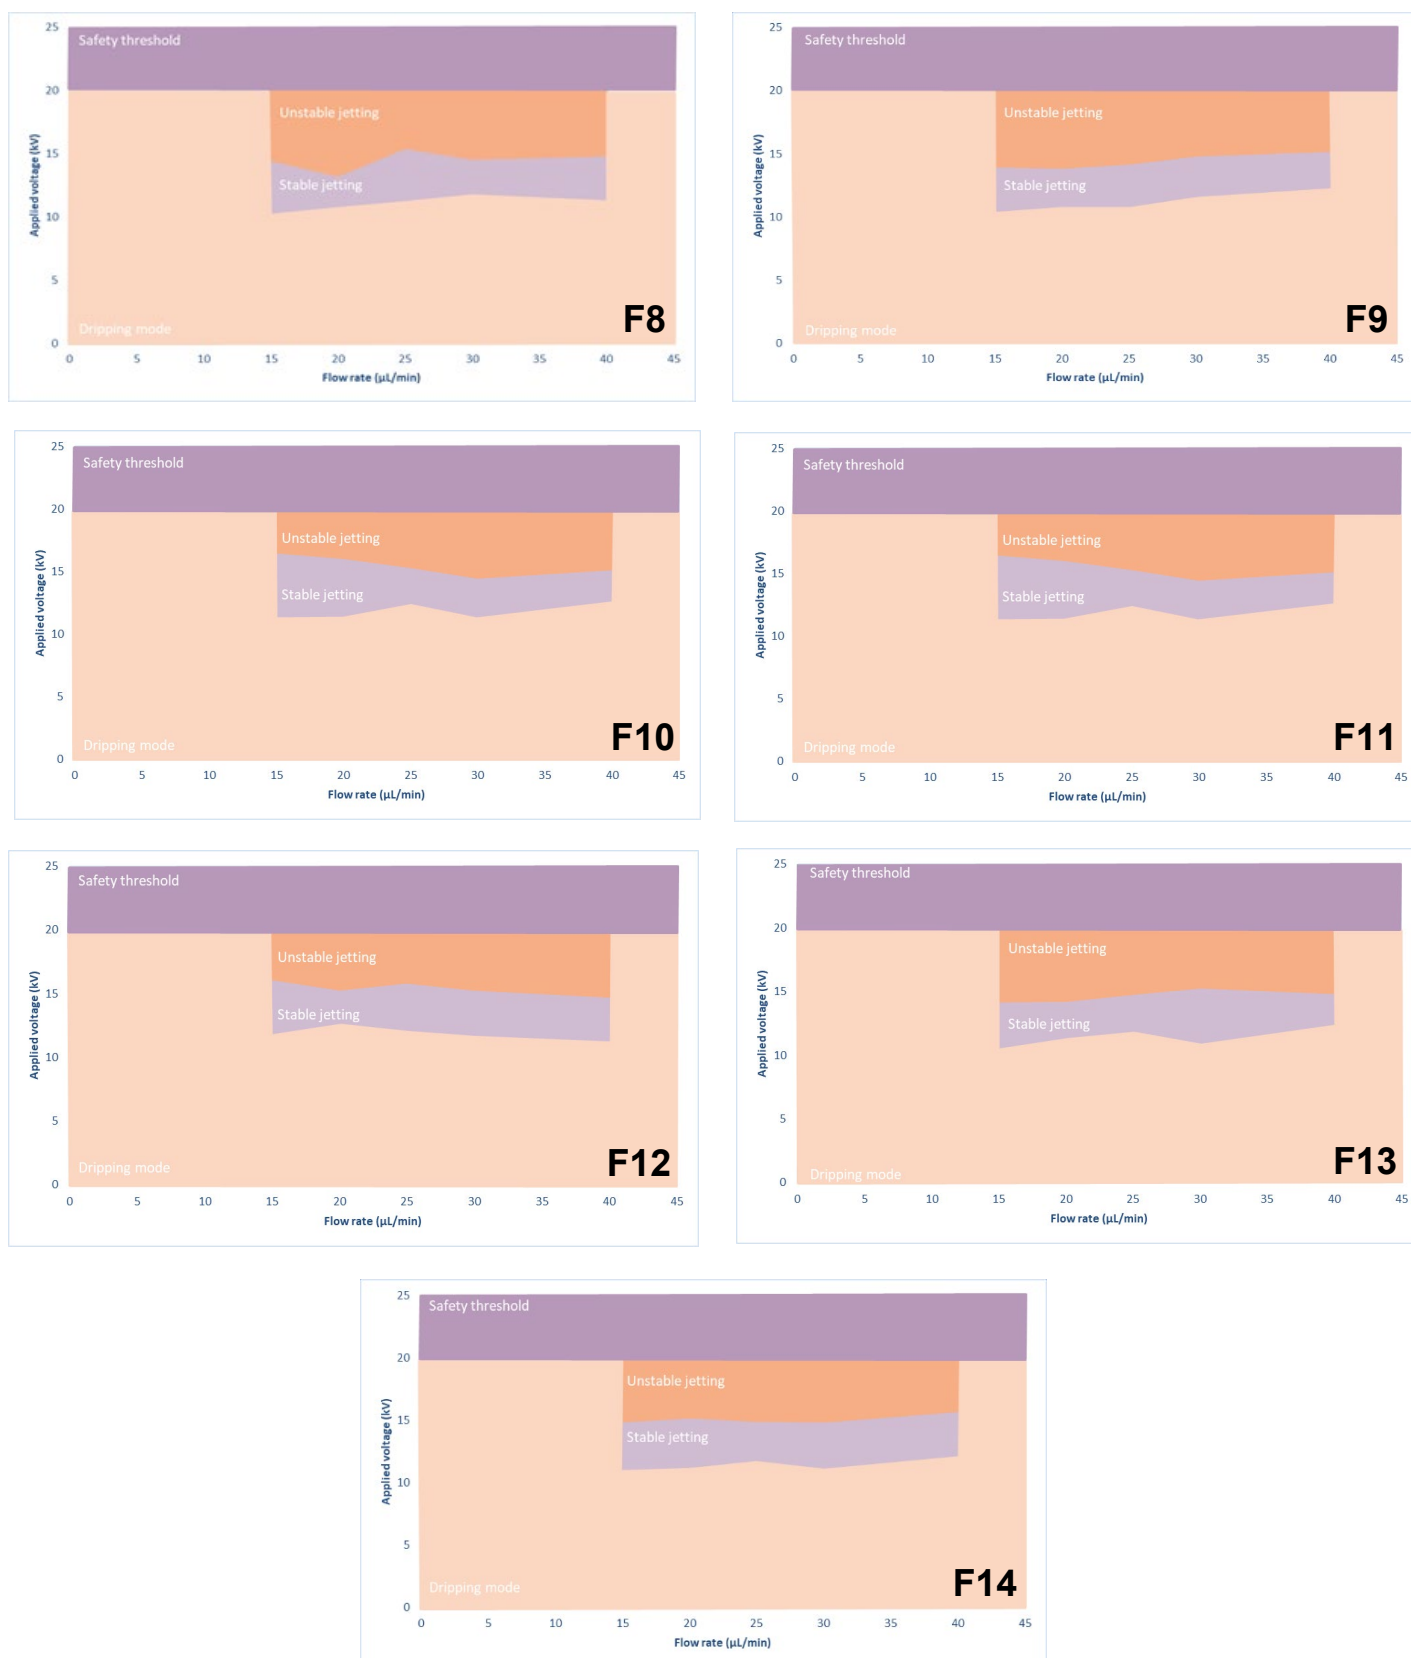 25
Safety threshold
20
Unstable jetting
15
Stable jetting
10
5
Dripping mode
0
Applied voltage (kV)
F8
0 5 10 15 20 25 30 35 40 45
Flow rate (µL/min)
25
Safety threshold
20
Unstable jetting
15
Stable jetting
10
5
Dripping mode
0
Applied voltage (kV)
F9
0 5 10 15 20 25 30 35 40 45
Flow rate (µL/min)
25
Safety threshold
20
Unstable jetting
15
Stable jetting
10
5
Dripping mode
0
Applied voltage (kV)
F10
0 5 10 15 20 25 30 35 40 45
Flow rate (µL/min)
25
Safety threshold
20
Unstable jetting
15
Stable jetting
10
5
Dripping mode
0
Applied voltage (kV)
F11
0 5 10 15 20 25 30 35 40 45
Flow rate (µL/min)
25
Safety threshold
20
Unstable jetting
15
Stable jetting
10
5
Dripping mode
0
Applied voltage (kV)
F12
0 5 10 15 20 25 30 35 40 45
Flow rate (µL/min)
25
Safety threshold
20
Unstable jetting
15
Stable jetting
10
5
Dripping mode
0
Applied voltage (kV)
F13
0 5 10 15 20 25 30 35 40 45
Flow rate (µL/min)
25
Safety threshold
20
Unstable jetting
15
Stable jetting
10
5
Dripping mode
0
Applied voltage (kV)
F14
0 5 10 15 20 25 30 35 40 45
Flow rate (µL/min)